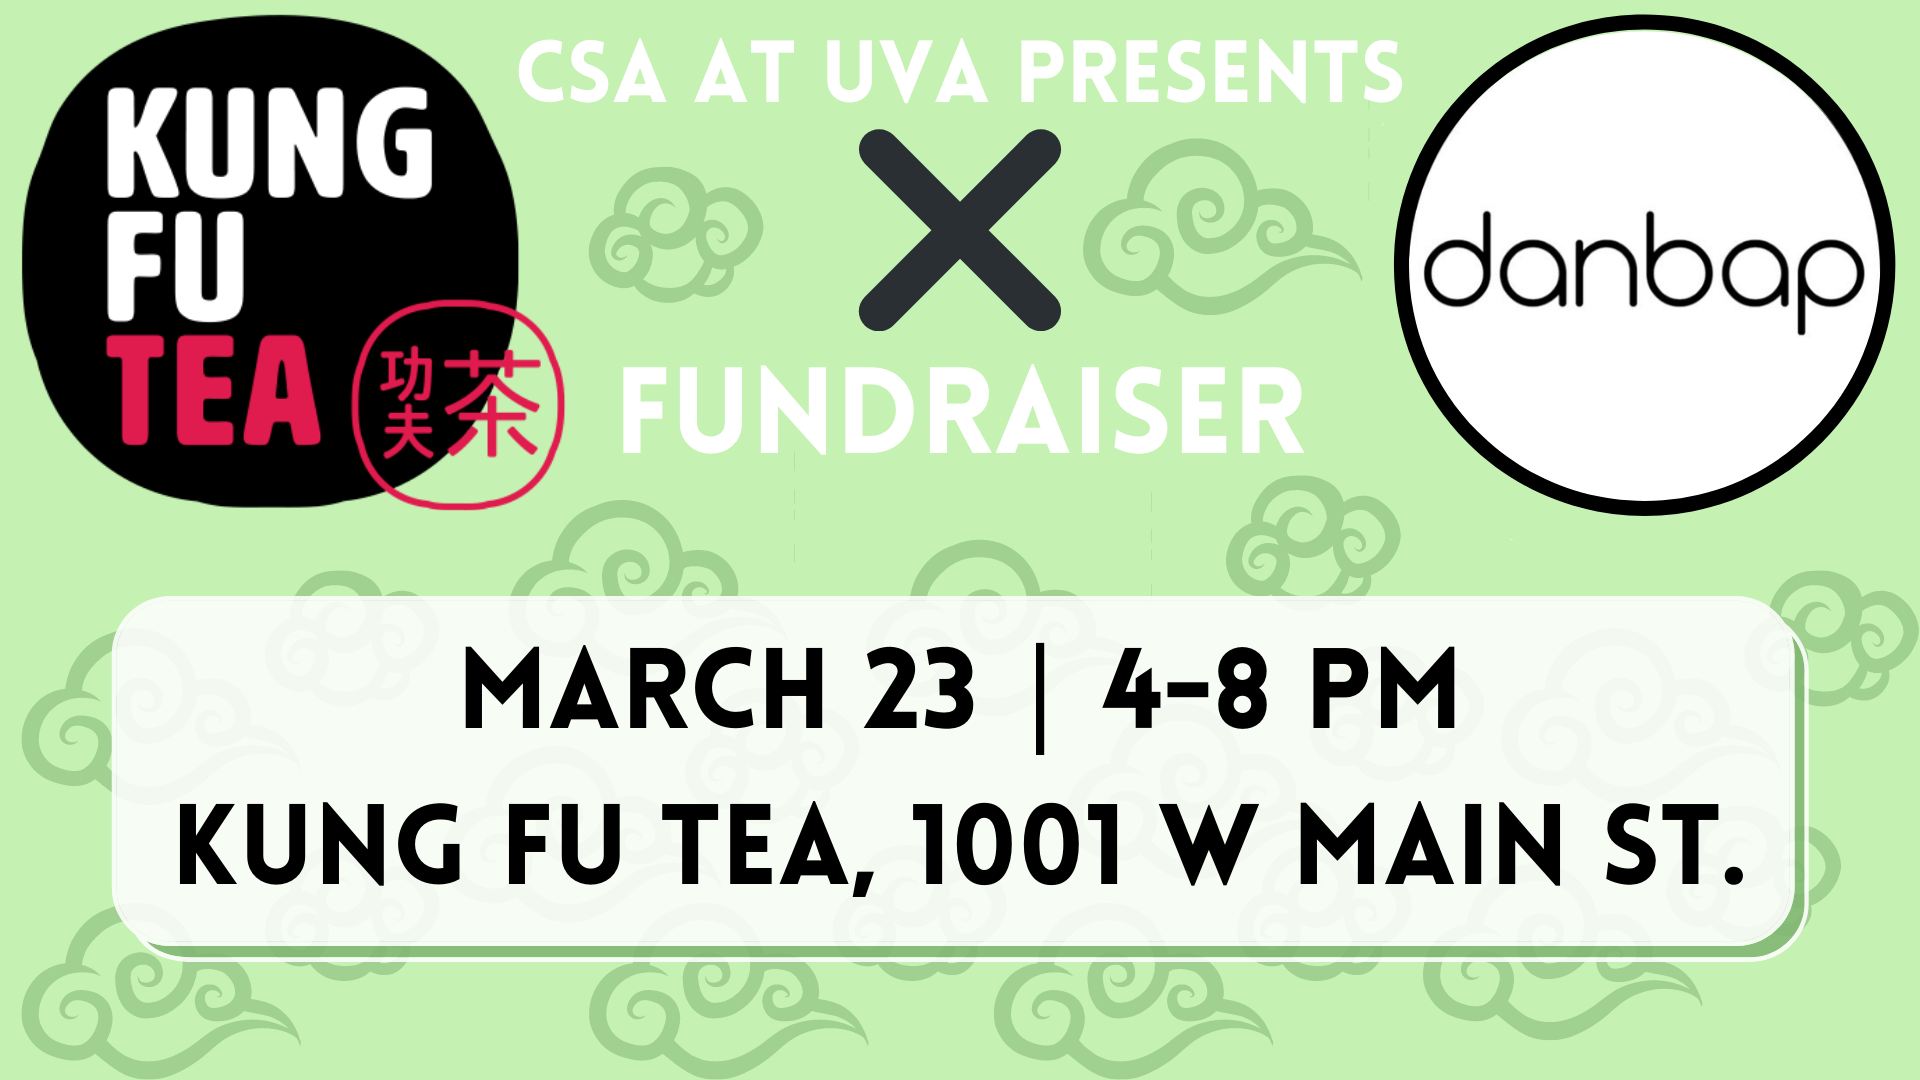 CSA AT UVA PRESENTS
KUNG
FU
TEA
功夫
茶
danbap
FUNDRAISER
MARCH 23 | 4-8 PM
KUNG FU TEA, 1001 W MAIN ST.